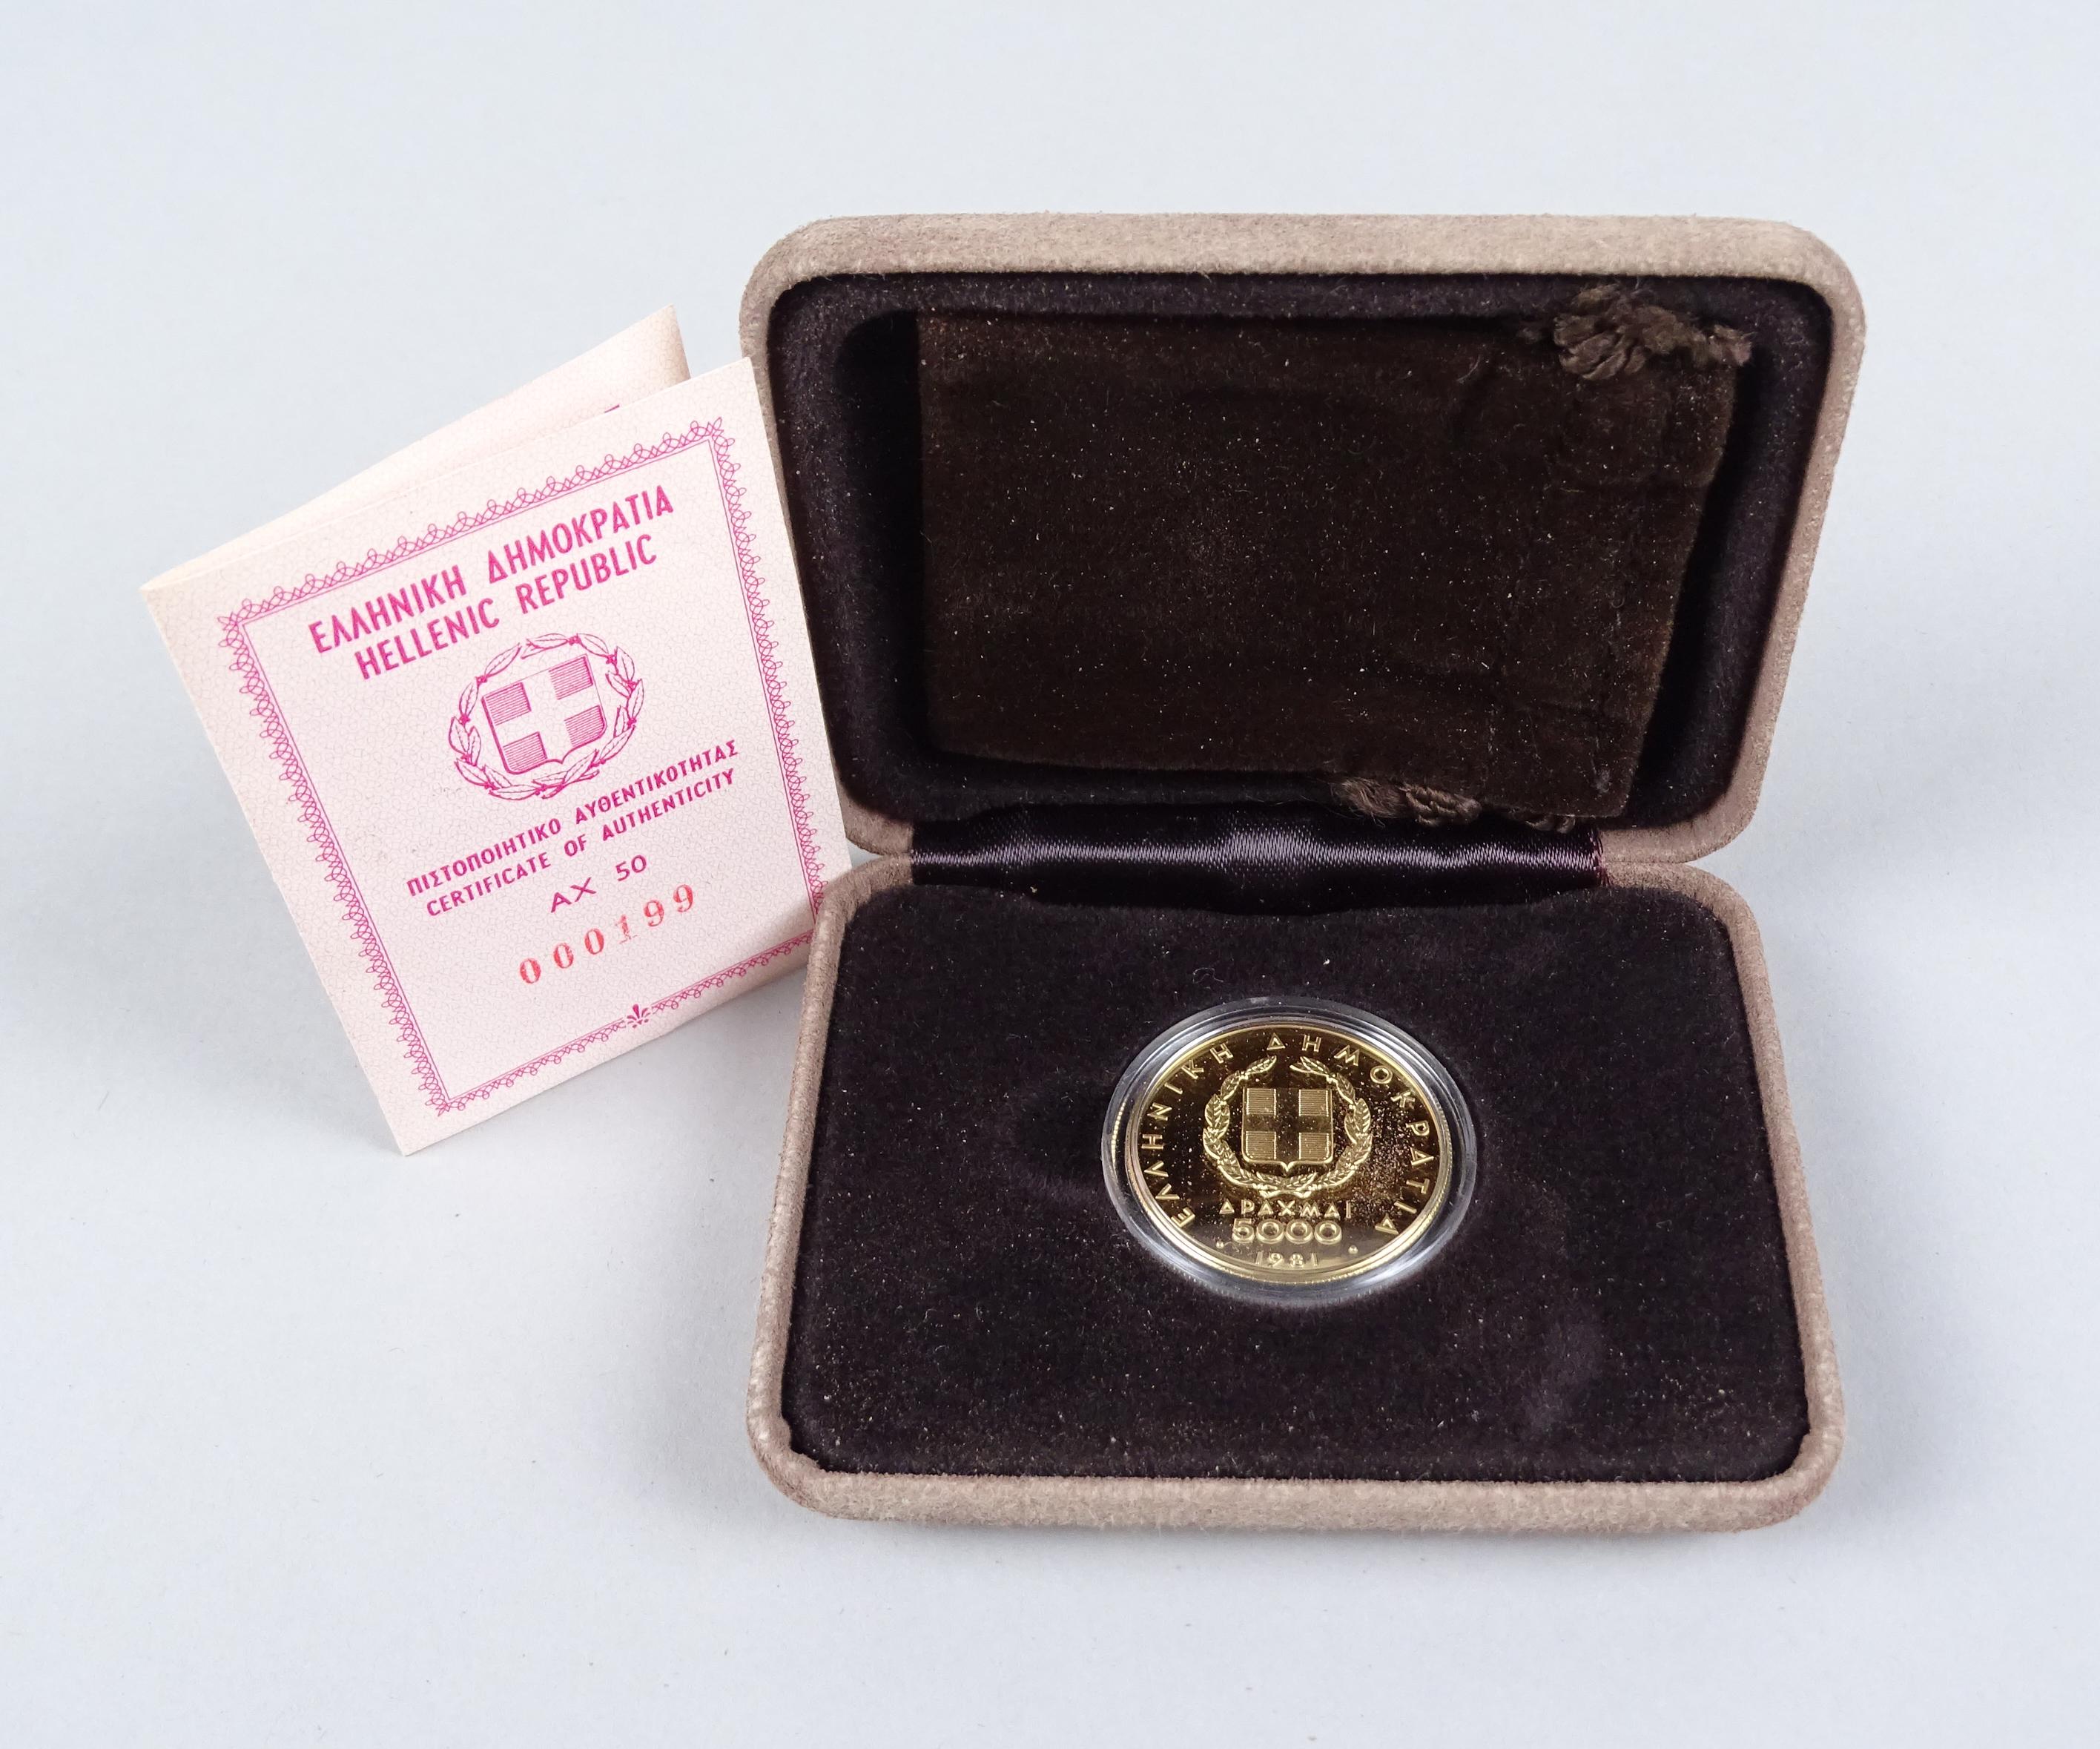 ΕΛΛΗΝΙΚΗ ΔΗΜΟΚΡΑΤΙΑ
HELLENIC REPUBLIC
ΠΙΣΤΟΠΟΙΗΤΙΚΟ ΑΥΘΕΝΤΙΚΟΤΗΤΑΣ
CERTIFICATE OF AUTHENTICITY
AX 50
000199
ΕΛΛΗΝΙΚΗ ΔΗΜΟΚΡΑΤΙΑ
ΔΡΑΧΜΑΙ
5000
· 1981 ·